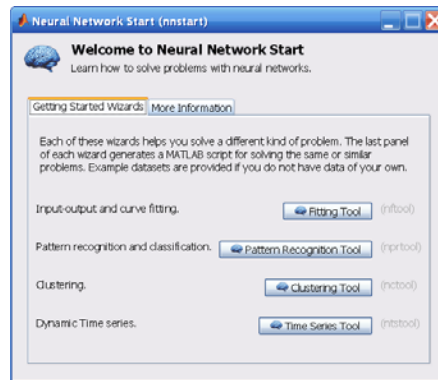 Neural Network Start (nnstart)
Welcome to Neural Network Start
Learn how to solve problems with neural networks.
Getting Started Wizards More Information
Each of these wizards helps you solve a different kind of problem. The last panel
of each wizard generates a MATLAB script for solving the same or similar
problems. Example datasets are provided if you do not have data of your own.
Input-output and curve fitting. Fitting Tool (nftool)
Pattern recognition and classification. Pattern Recognition Tool (nprtool)
Clustering. Clustering Tool (nctool)
Dynamic Time series. Time Series Tool (ntstool)